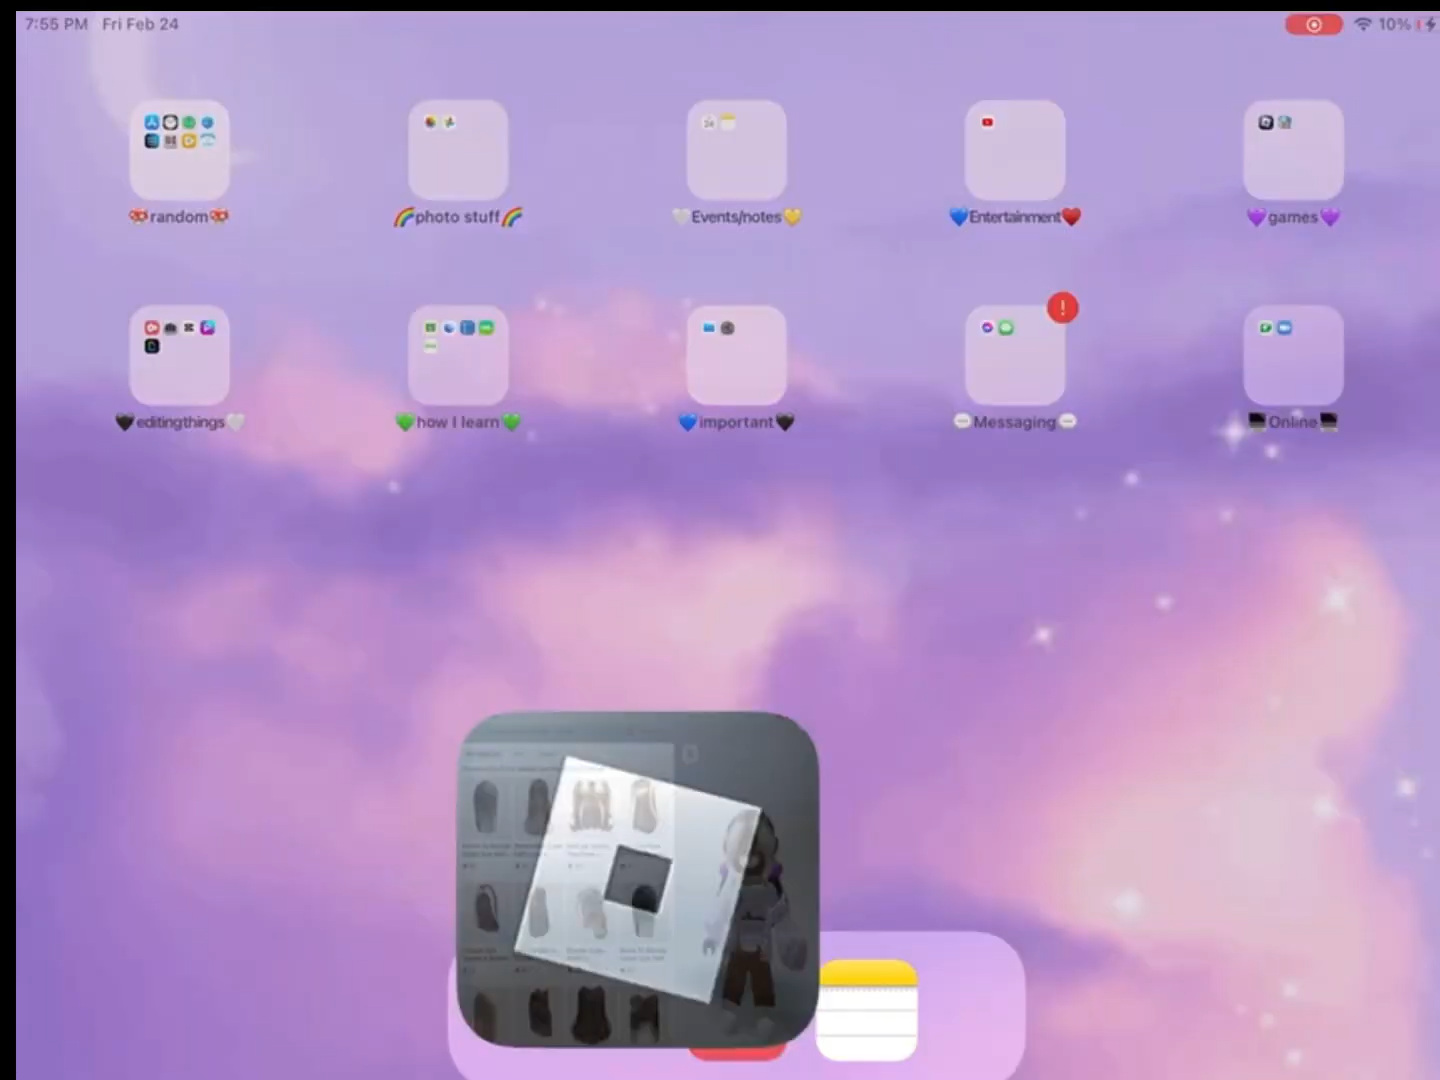 7:55 PM Fri Feb 24
10%
random
photo stuff
Events/notes
Entertainment
games
editingthings
how I learn
important
Messaging
Online
24